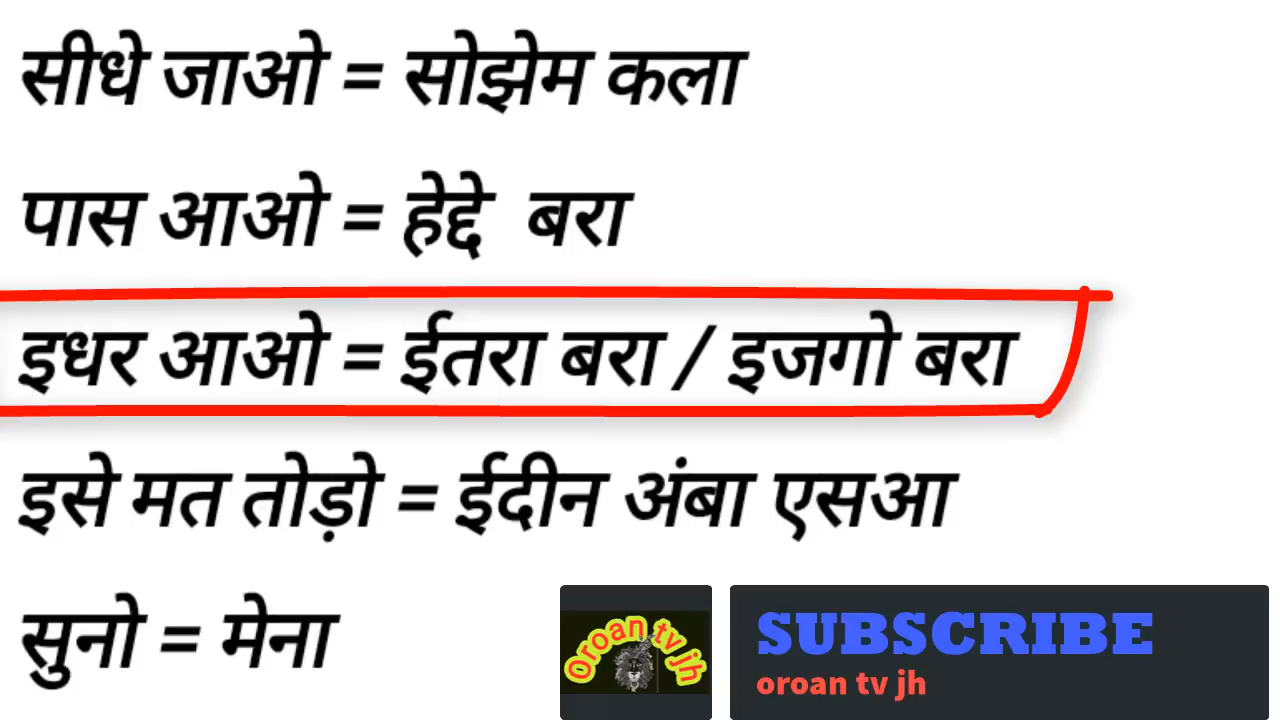 सीधे जाओ = सोझेम कला
पास आओ = हेद्दे बरा
इधर आओ = ईतरा बरा / इजगो बरा
इसे मत तोड़ो = ईदीन अंबा एसआ
सुनो = मेना
Oroan tv jh
SUBSCRIBE
oroan tv jh